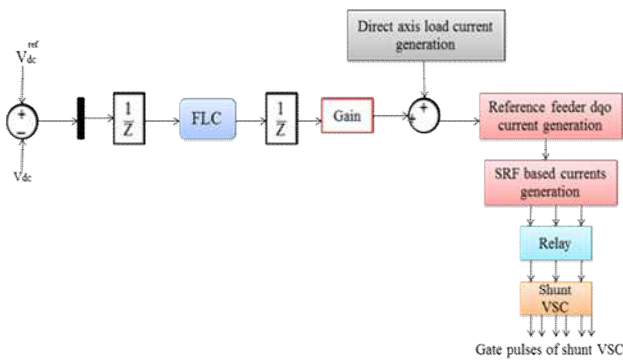 Direct axis load current
generation
V dc ref
+
−
Vdc
1
Z
FLC
1
Z
Gain
+
+
Reference feeder dqo
current generation
SRF based currents
generation
Relay
Shunt
VSC
Gate pulses of shunt VSC